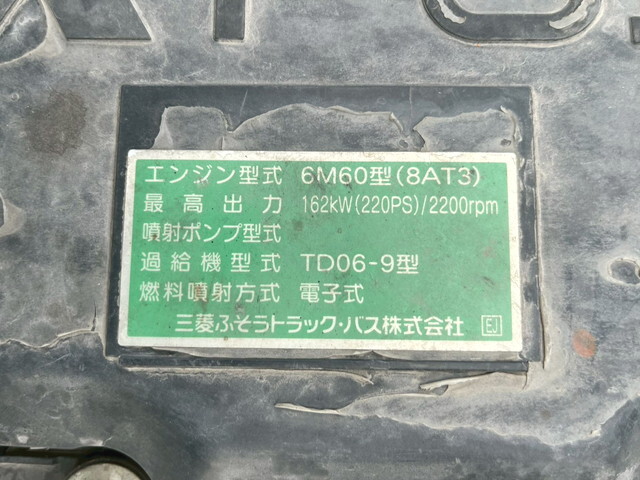 エンジン型式 6M60型(8AT3)
最高出力 162kW(220PS)/2200rpm
噴射ポンプ型式
過給機型式 TD06-9型
燃料噴射方式 電子式
三菱ふそうトラック・バス株式会社 EJ